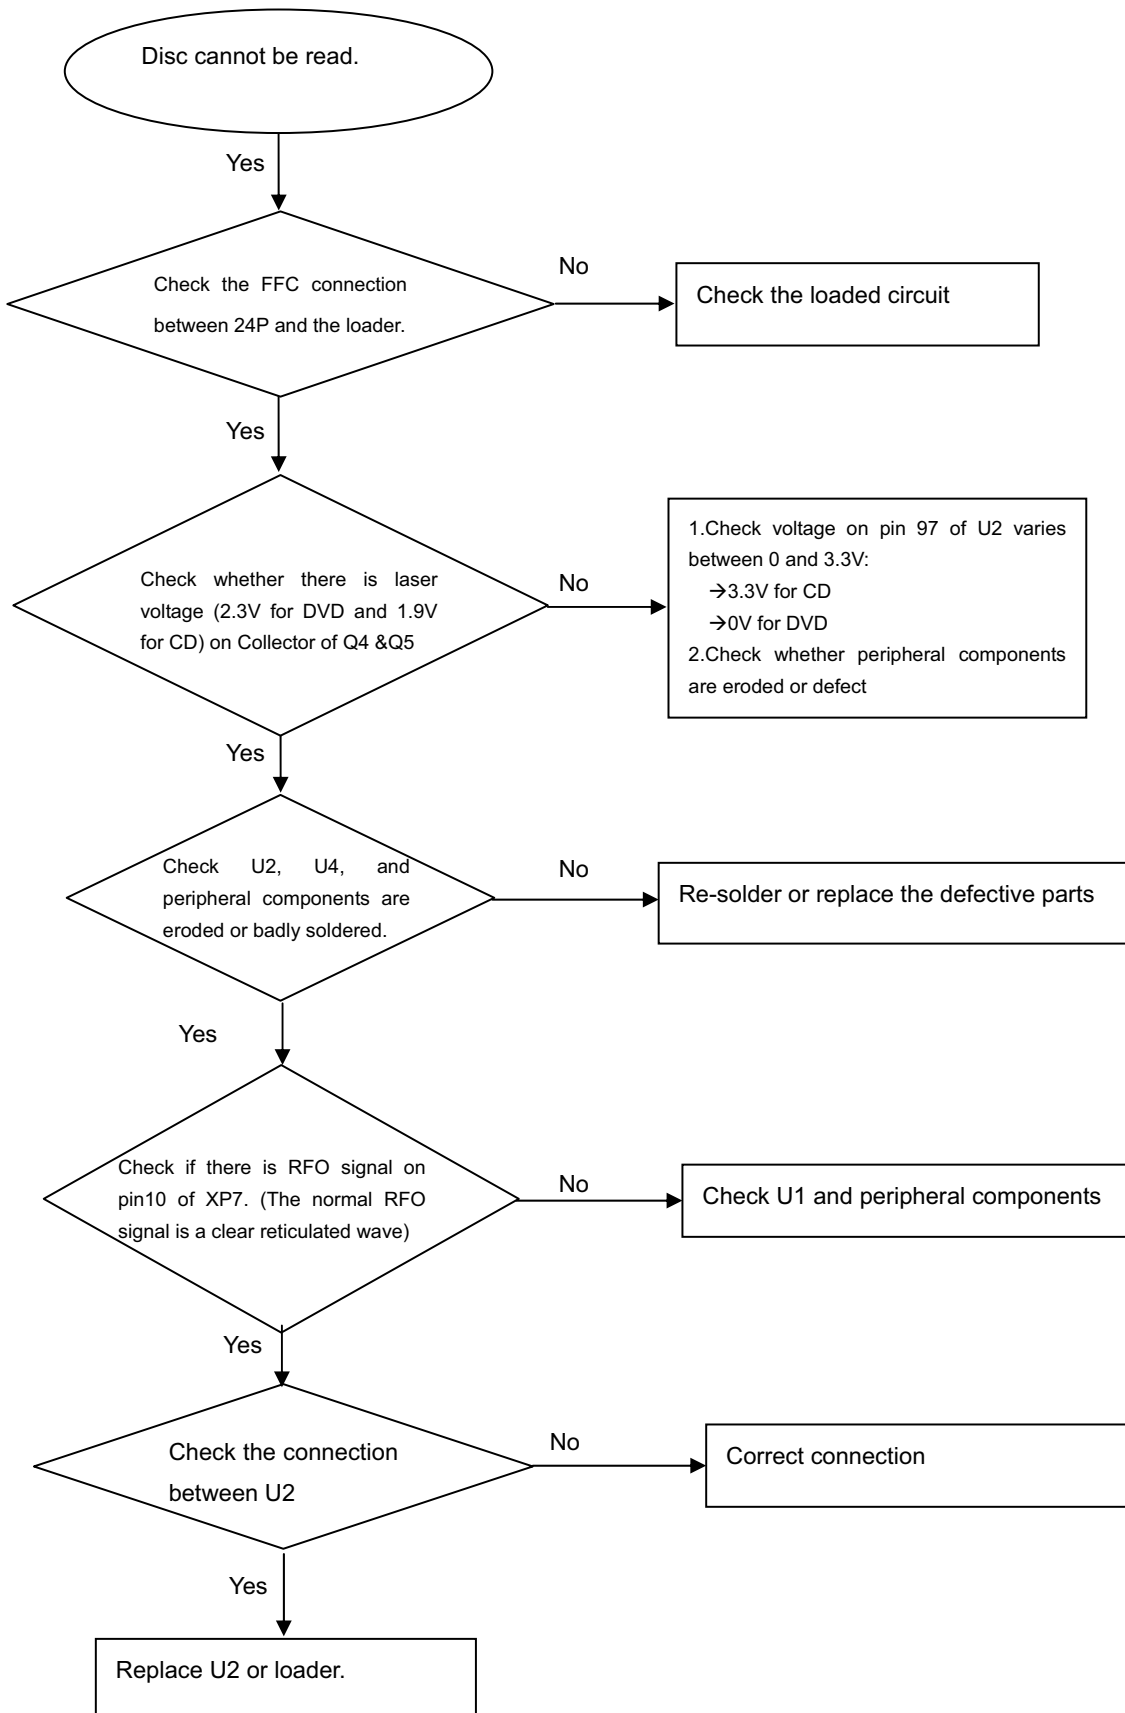 Disc cannot be read.
Yes
Check the FFC connection
between 24P and the loader.
No
Check the loaded circuit
Yes
Check whether there is laser
voltage (2.3V for DVD and 1.9V
for CD) on Collector of Q4 &Q5
No
1.Check voltage on pin 97 of U2 varies
between 0 and 3.3V:
→3.3V for CD
→0V for DVD
2.Check whether peripheral components
are eroded or defect
Yes
Check U2, U4, and
peripheral components are
eroded or badly soldered.
No
Re-solder or replace the defective parts
Yes
Check if there is RFO signal on
pin10 of XP7. (The normal RFO
signal is a clear reticulated wave)
No
Check U1 and peripheral components
Yes
Check the connection
between U2
No
Correct connection
Yes
Replace U2 or loader.